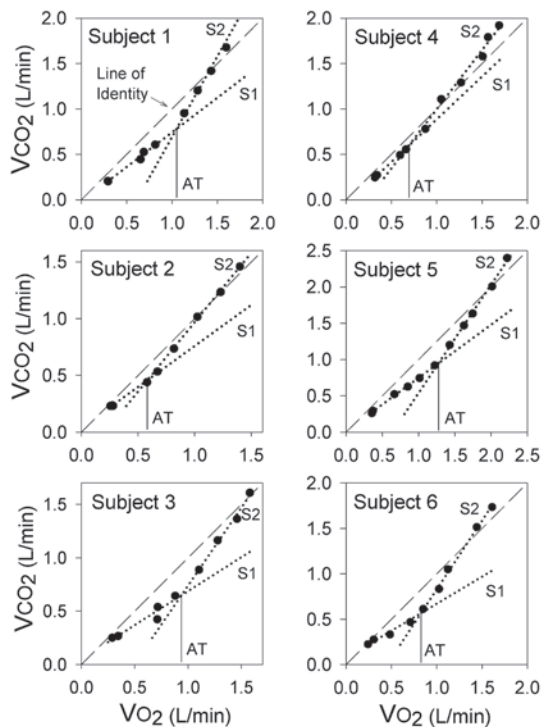 Subject 1
S2
Line of
Identity
S1
AT
2.0
1.5
1.0
0.5
0.0
0.0 0.5 1.0 1.5 2.0
VCO2 (L/min)
Subject 4
S2
S1
AT
2.0
1.5
1.0
0.5
0.0
0.0 0.5 1.0 1.5 2.0
Subject 2
S2
S1
AT
1.5
1.0
0.5
0.0
0.0 0.5 1.0 1.5
VCO2 (L/min)
Subject 5
S2
S1
AT
2.5
2.0
1.5
1.0
0.5
0.0
0.0 0.5 1.0 1.5 2.0 2.5
Subject 3
S2
S1
AT
1.5
1.0
0.5
0.0
0.0 0.5 1.0 1.5
VCO2 (L/min)
VO2 (L/min)
Subject 6
S2
S1
AT
2.0
1.5
1.0
0.5
0.0
0.0 0.5 1.0 1.5 2.0
VO2 (L/min)